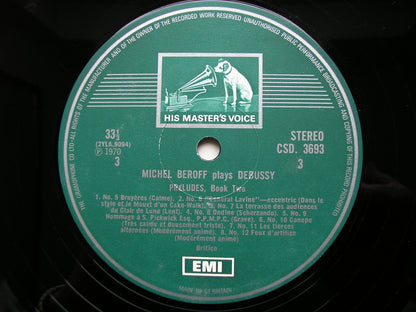 THE GRAMOPHONE CO LTD · ALL RIGHTS OF THE MANUFACTURER AND OF THE OWNER OF THE RECORDED WORK RESERVED · UNAUTHORISED PUBLIC PERFORMANCE BROADCASTING AND COPYING OF THIS RECORD PROHIBITED
HIS MASTER'S VOICE
33⅓
(2YLA.9094)
Ⓟ 1970
3
STEREO
CSD. 3693
3
MICHEL BEROFF plays DEBUSSY
PRELUDES, Book Two
1. No. 5 Bruyères (Calme) 2. No. 6 "General Lavine"—eccentric (Dans le
style et le Mouvt d'un Cake-Walk) 3. No. 7 La terrasse des audiences
du Clair de Lune (Lent) 4. No. 8 Ondine (Scherzando) 5. No. 9
Hommage à S. Pickwick Esq. P.P.M.P.C. (Grave) 6. No. 10 Canope
(Très calme et doucement triste) 7. No. 11 Les tierces
alternées (Modérément animé) 8. No. 12 Feux d'artifice
(Modérément animé)
EMI
MADE IN GT BRITAIN